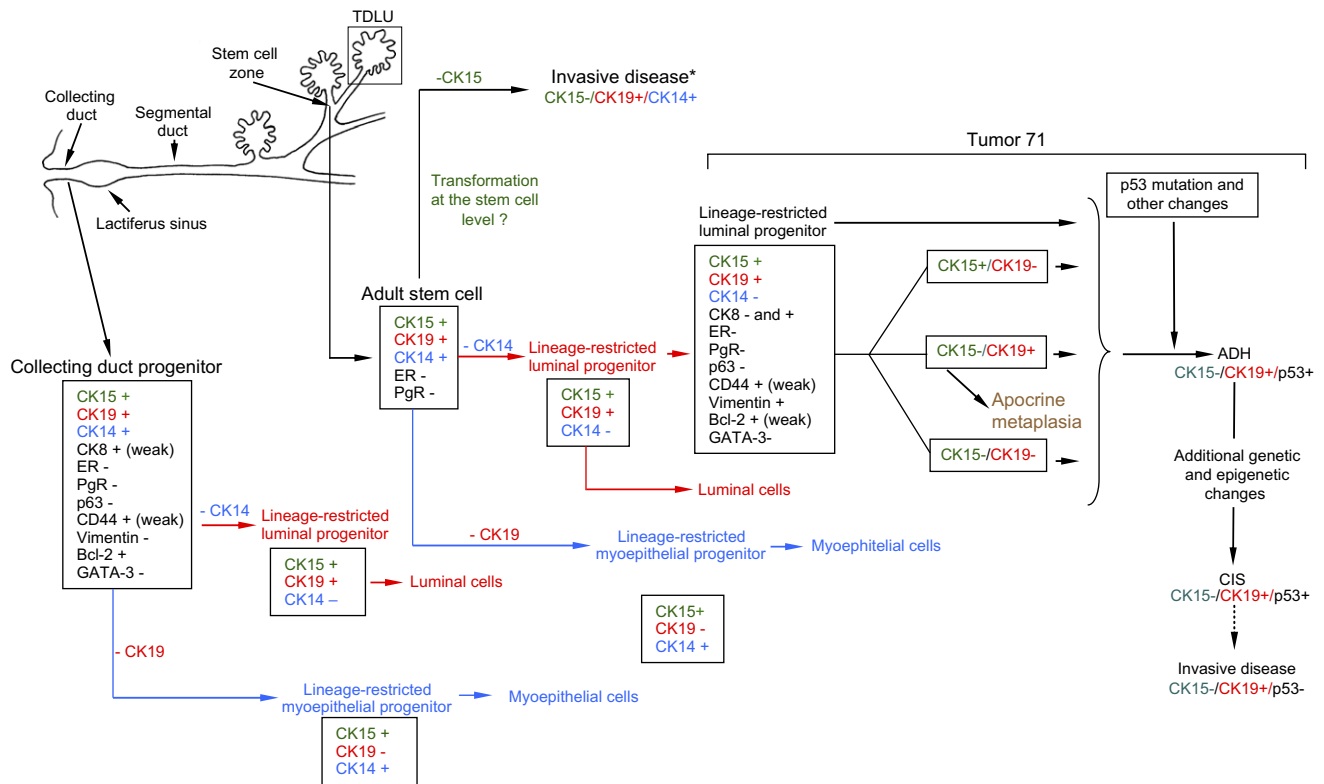 TDLU
Stem cell
zone
Collecting
duct
Segmental
duct
Lactiferus sinus
-CK15
Invasive disease*
CK15-/CK19+/CK14+
Transformation
at the stem cell
level ?
Tumor 71
p53 mutation and
other changes
Lineage-restricted
luminal progenitor
CK15 +
CK19 +
CK14 -
CK8 - and +
ER-
PgR-
p63 -
CD44 + (weak)
Vimentin +
Bcl-2 + (weak)
GATA-3-
CK15+/CK19-
CK15-/CK19+
Apocrine
metaplasia
CK15-/CK19-
ADH
CK15-/CK19+/p53+
Additional genetic
and epigenetic
changes
CIS
CK15-/CK19+/p53+
Invasive disease
CK15-/CK19+/p53-
Adult stem cell
CK15 +
CK19 +
CK14 +
ER -
PgR -
- CK14
Lineage-restricted
luminal progenitor
CK15 +
CK19 +
CK14 -
Luminal cells
- CK19
Lineage-restricted
myoepithelial progenitor
Myoephitelial cells
CK15+
CK19 -
CK14 +
Collecting duct progenitor
CK15 +
CK19 +
CK14 +
CK8 + (weak)
ER -
PgR -
p63 -
CD44 + (weak)
Vimentin -
Bcl-2 +
GATA-3 -
- CK14
Lineage-restricted
luminal progenitor
CK15 +
CK19 +
CK14 –
Luminal cells
- CK19
Lineage-restricted
myoepithelial progenitor
Myoepithelial cells
CK15 +
CK19 -
CK14 +